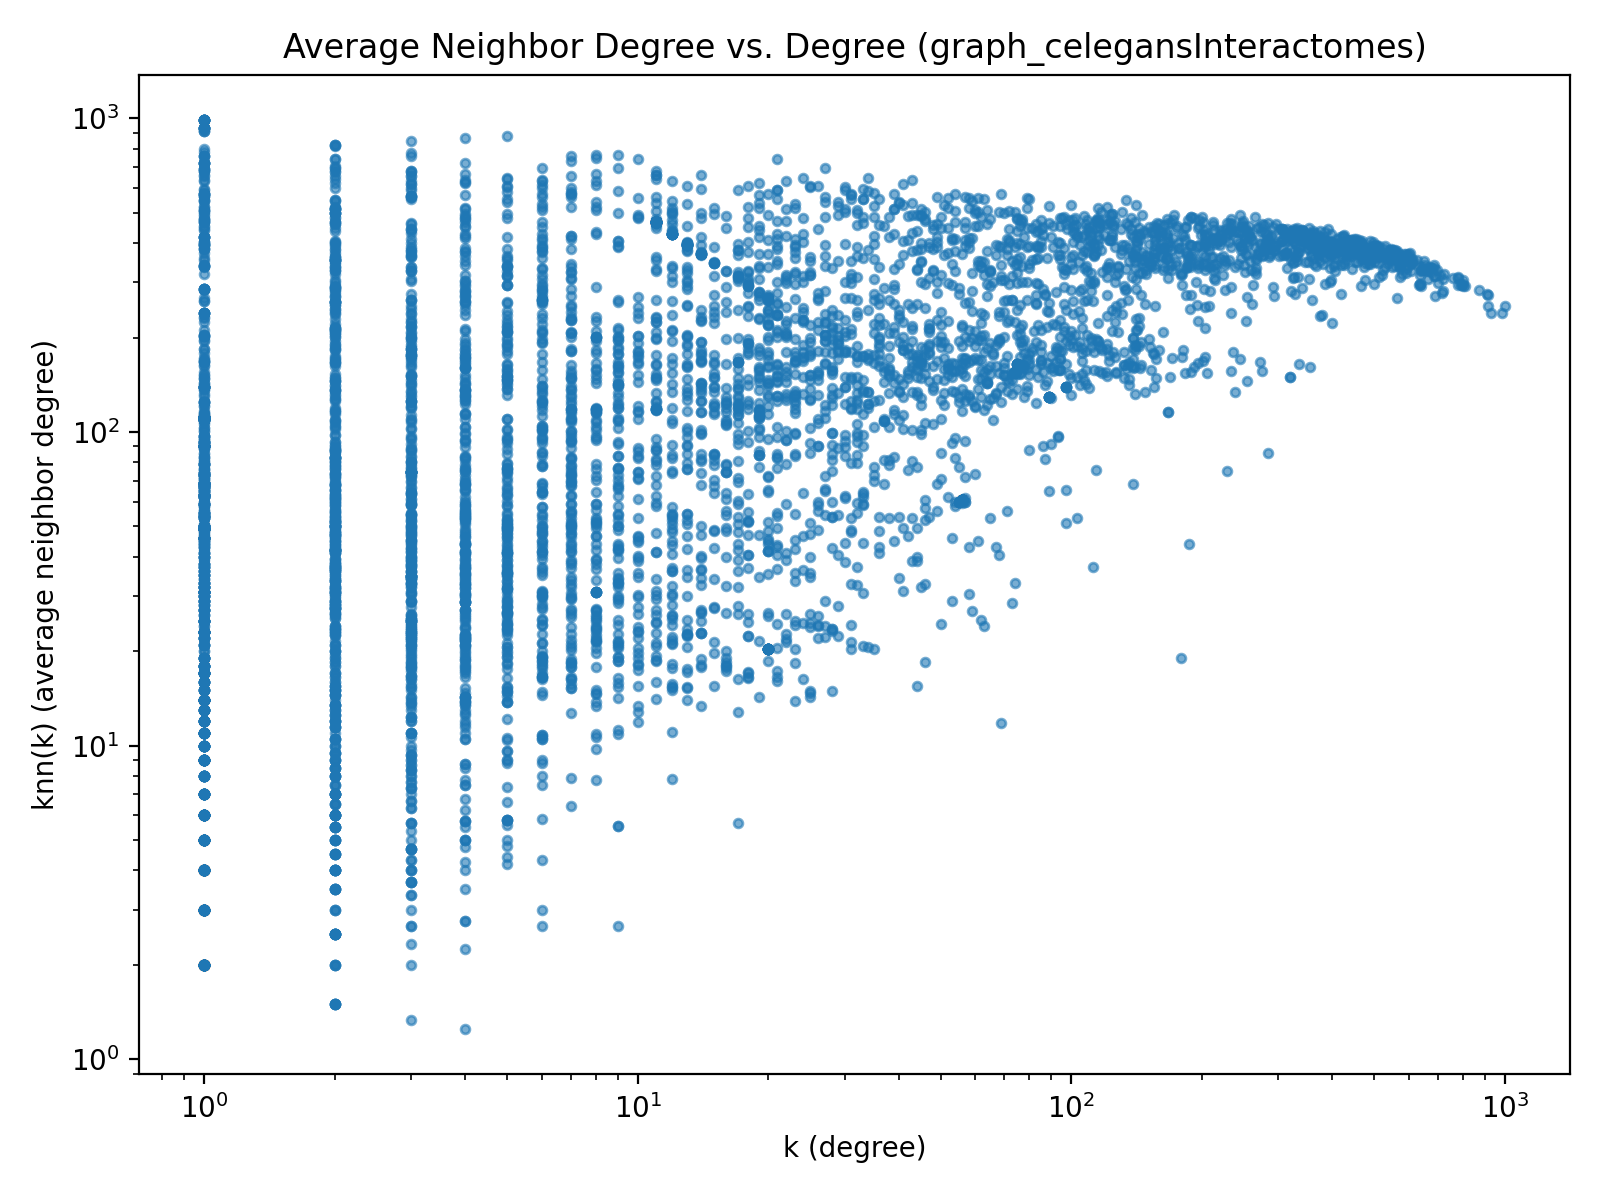 Average Neighbor Degree vs. Degree (graph_celegansInteractomes)
knn(k) (average neighbor degree)
10³
10²
10¹
10⁰
10⁰ 10¹ 10² 10³
k (degree)